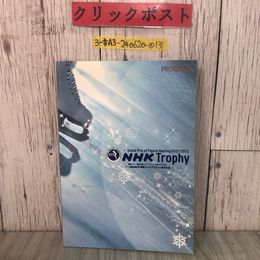 クリックポスト
3-#A3-240620-@13
PROGRAM
Grand Prix of Figure Skating 2012/2013
NHK Trophy